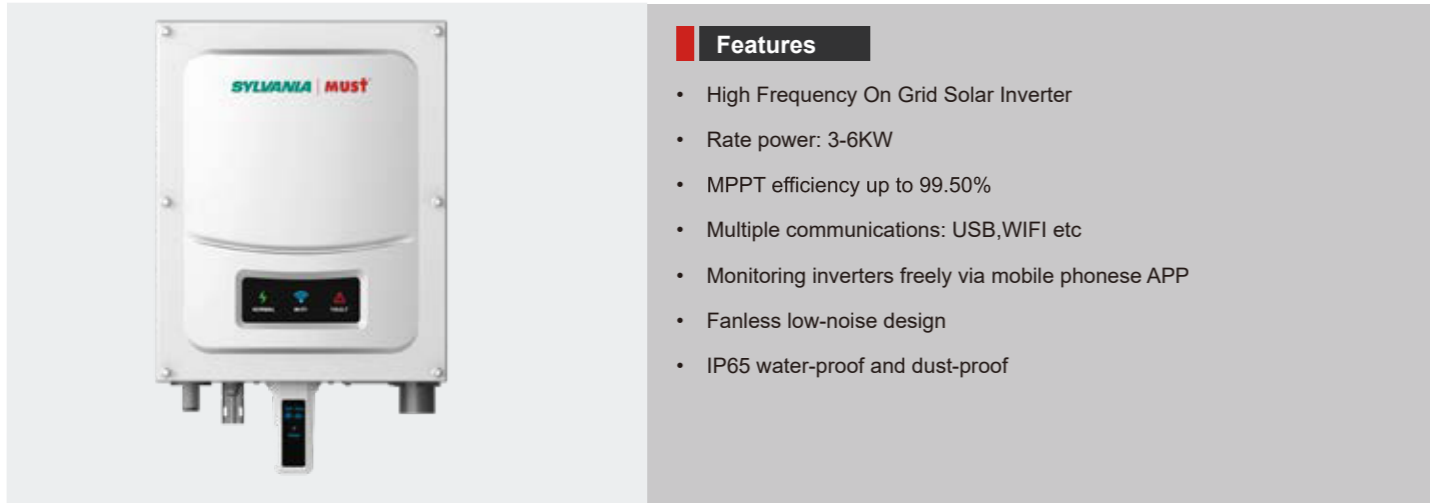 SYLVANIA | MUST
NORMAL
WI-FI
FAULT
Features
• High Frequency On Grid Solar Inverter
• Rate power: 3-6KW
• MPPT efficiency up to 99.50%
• Multiple communications: USB,WIFI etc
• Monitoring inverters freely via mobile phonese APP
• Fanless low-noise design
• IP65 water-proof and dust-proof